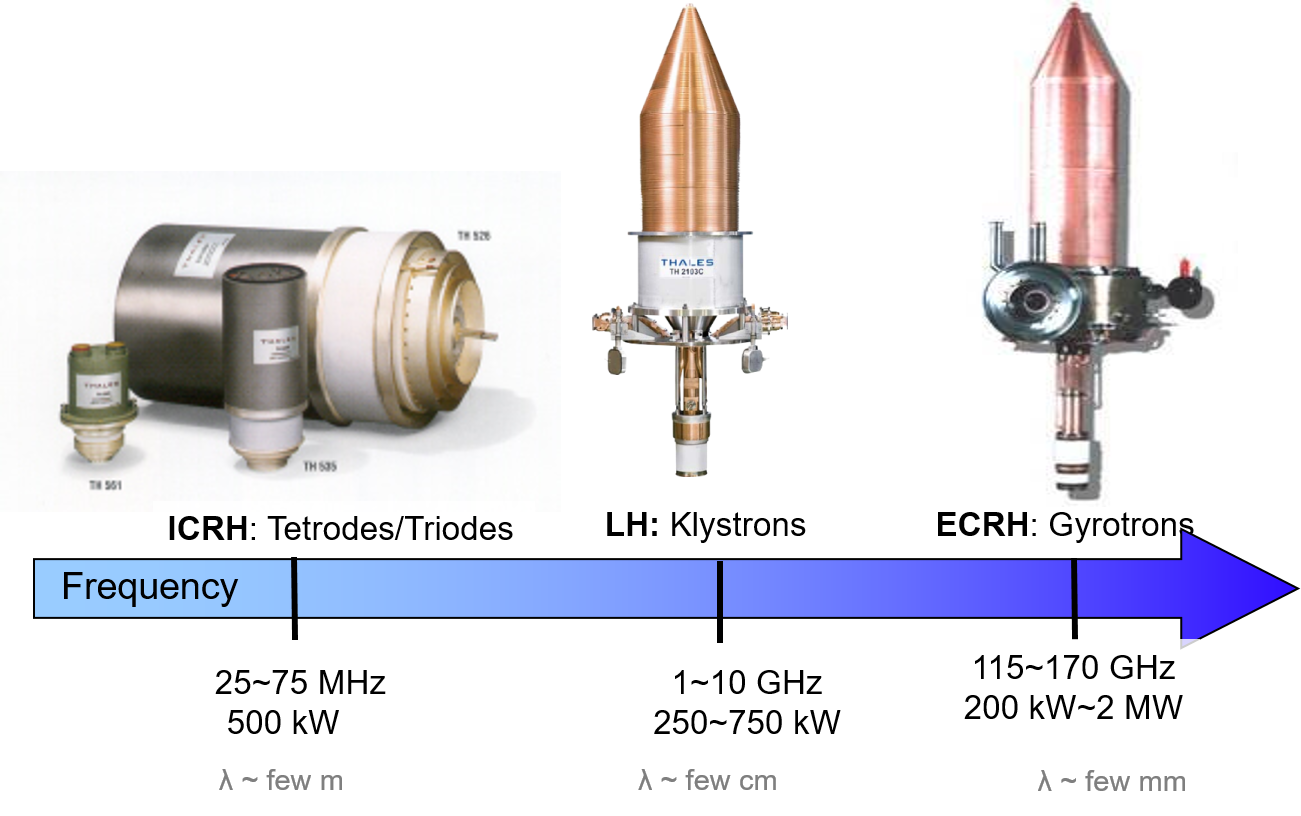 TH 526
THALES
THALES
THALES
TH 561
TH 535
THALES
TH 2103C
ICRH: Tetrodes/Triodes
LH: Klystrons
ECRH: Gyrotrons
Frequency
25~75 MHz
500 kW
1~10 GHz
250~750 kW
115~170 GHz
200 kW~2 MW
λ ~ few m
λ ~ few cm
λ ~ few mm